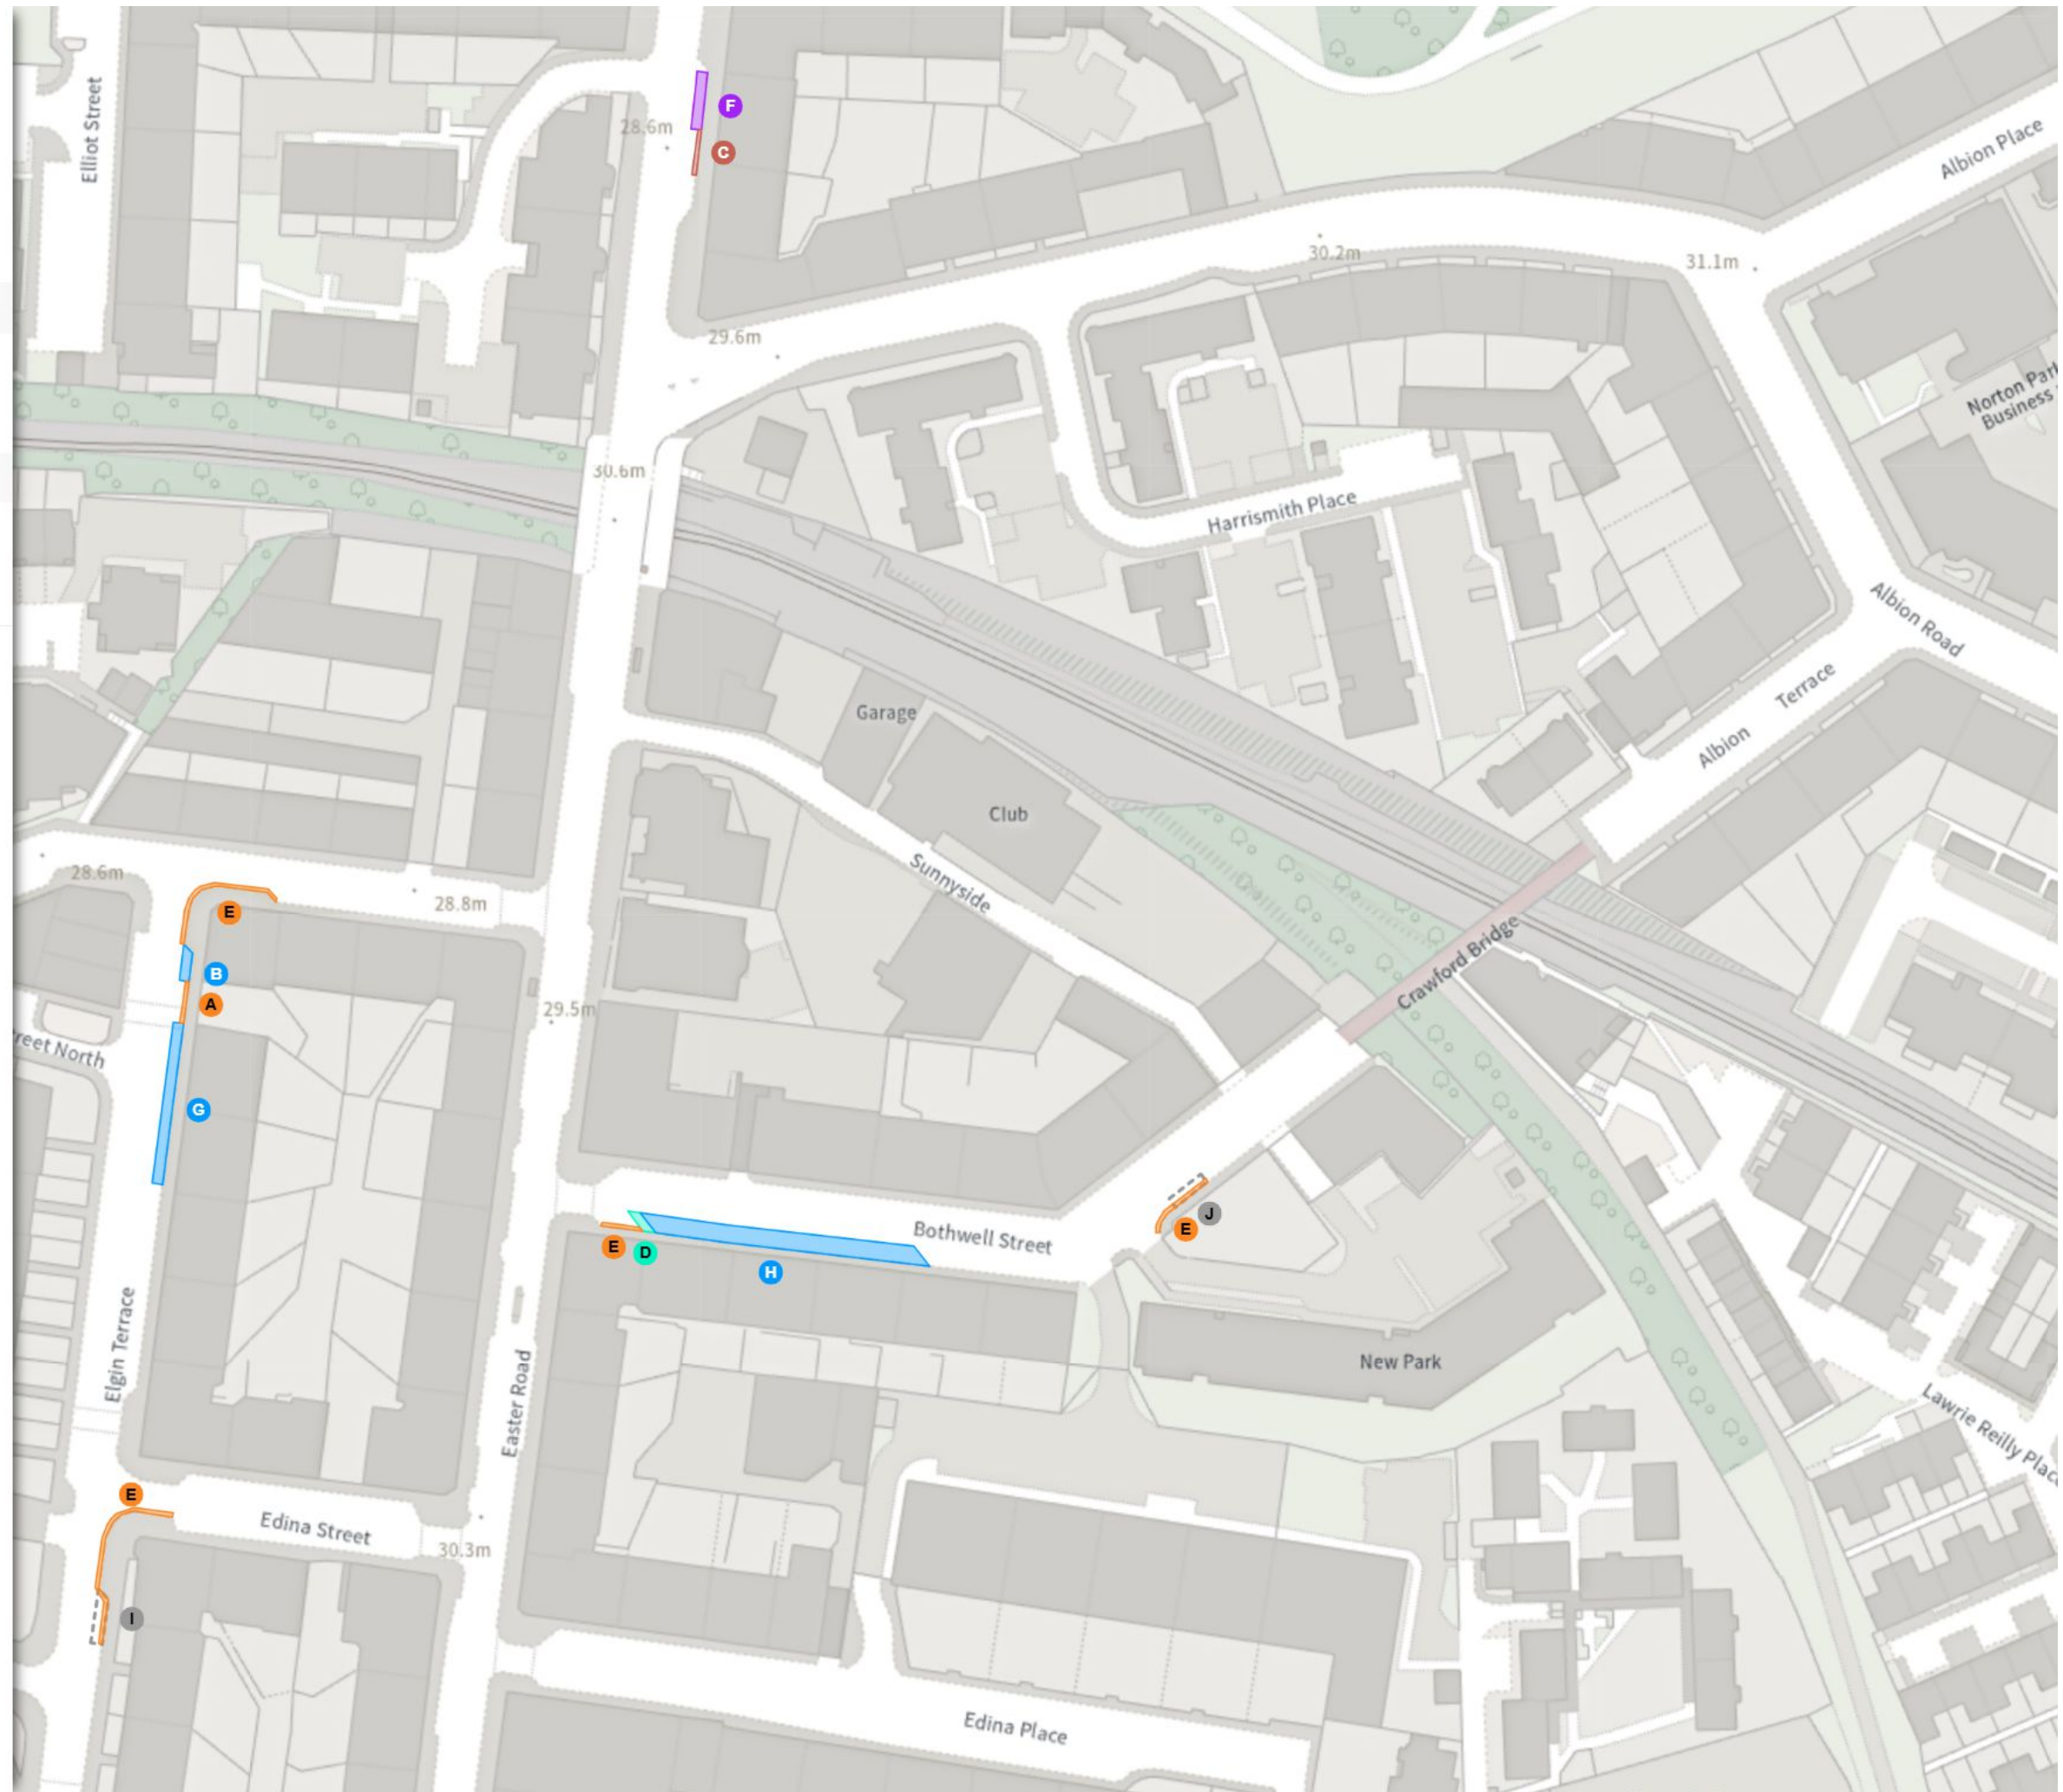 Elliot Street
F
28.6m
C
Albion Place
30.2m
31.1m
29.6m
Norton Park
Business
30.6m
Harrismith Place
Albion Road
Albion Terrace
Garage
Club
Sunnyside
28.6m
28.8m
E
B
A
29.5m
Crawford Bridge
reet North
G
Bothwell Street
E
D
H
J
E
Elgin Terrace
Easter Road
New Park
Lawrie Reilly Place
E
Edina Street
30.3m
I
Edina Place